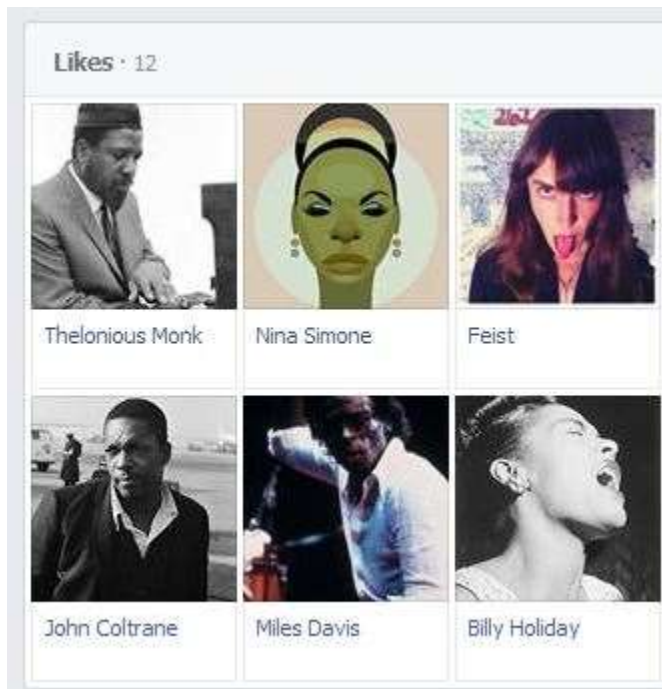 Likes · 12
Thelonious Monk
Nina Simone
Feist
John Coltrane
Miles Davis
Billy Holiday